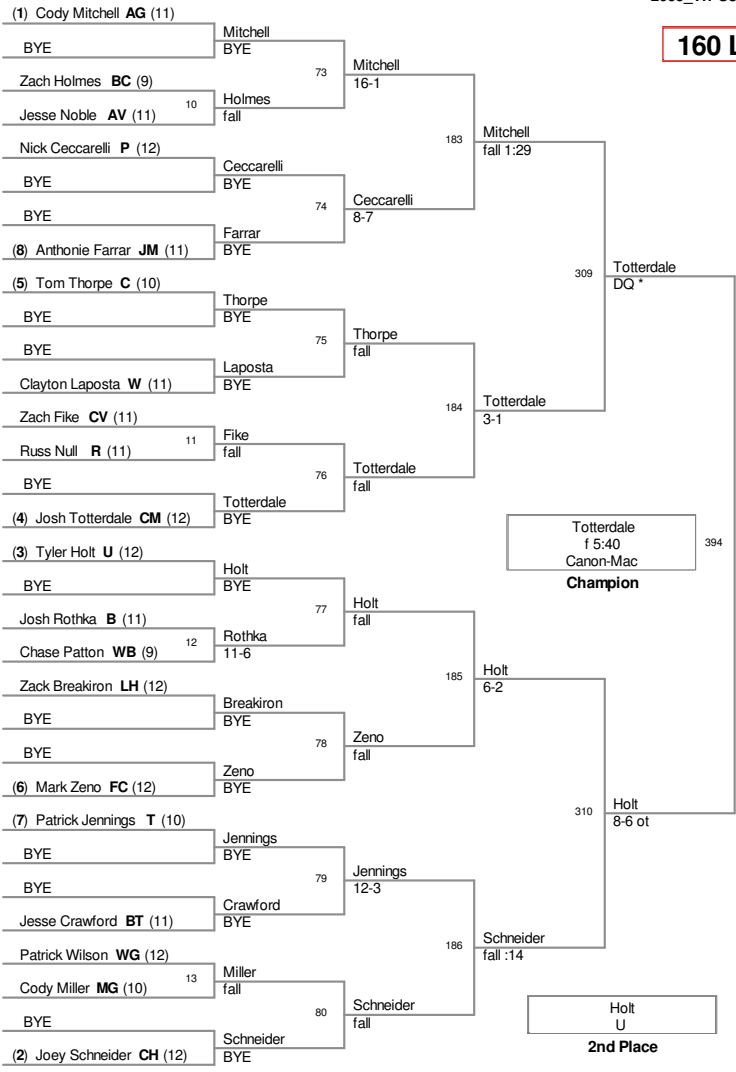 (1) Cody Mitchell AG (11)
BYE
Zach Holmes BC (9)
Jesse Noble AV (11)
Nick Ceccarelli P (12)
BYE
BYE
(8) Anthonie Farrar JM (11)
(5) Tom Thorpe C (10)
BYE
BYE
Clayton Laposta W (11)
Zach Fike CV (11)
Russ Null R (11)
BYE
(4) Josh Totterdale CM (12)
(3) Tyler Holt U (12)
BYE
Josh Rothka B (11)
Chase Patton WB (9)
Zack Breakiron LH (12)
BYE
BYE
(6) Mark Zeno FC (12)
(7) Patrick Jennings T (10)
BYE
BYE
Jesse Crawford BT (11)
Patrick Wilson WG (12)
Cody Miller MG (10)
BYE
(2) Joey Schneider CH (12)
10
11
12
13
Mitchell
BYE
Holmes
fall
Ceccarelli
BYE
Farrar
BYE
Thorpe
BYE
Laposta
BYE
Fike
fall
Totterdale
BYE
Holt
BYE
Rothka
11-6
Breakiron
BYE
Zeno
BYE
Jennings
BYE
Crawford
BYE
Miller
fall
Schneider
BYE
73
74
75
76
77
78
79
80
Mitchell
16-1
Ceccarelli
8-7
Thorpe
fall
Totterdale
fall
Holt
fall
Zeno
fall
Jennings
12-3
Schneider
fall
183
184
185
186
Mitchell
fall 1:29
Totterdale
3-1
Holt
6-2
Schneider
fall :14
309
310
Totterdale
DQ *
Holt
8-6 ot
160 L
Totterdale
f 5:40
Canon-Mac
394
Champion
Holt
U
2nd Place